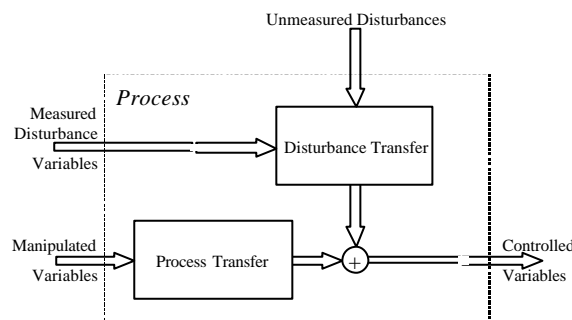 Unmeasured Disturbances
Process
Measured
Disturbance
Variables
Disturbance Transfer
Manipulated
Variables
Process Transfer
+
Controlled
Variables